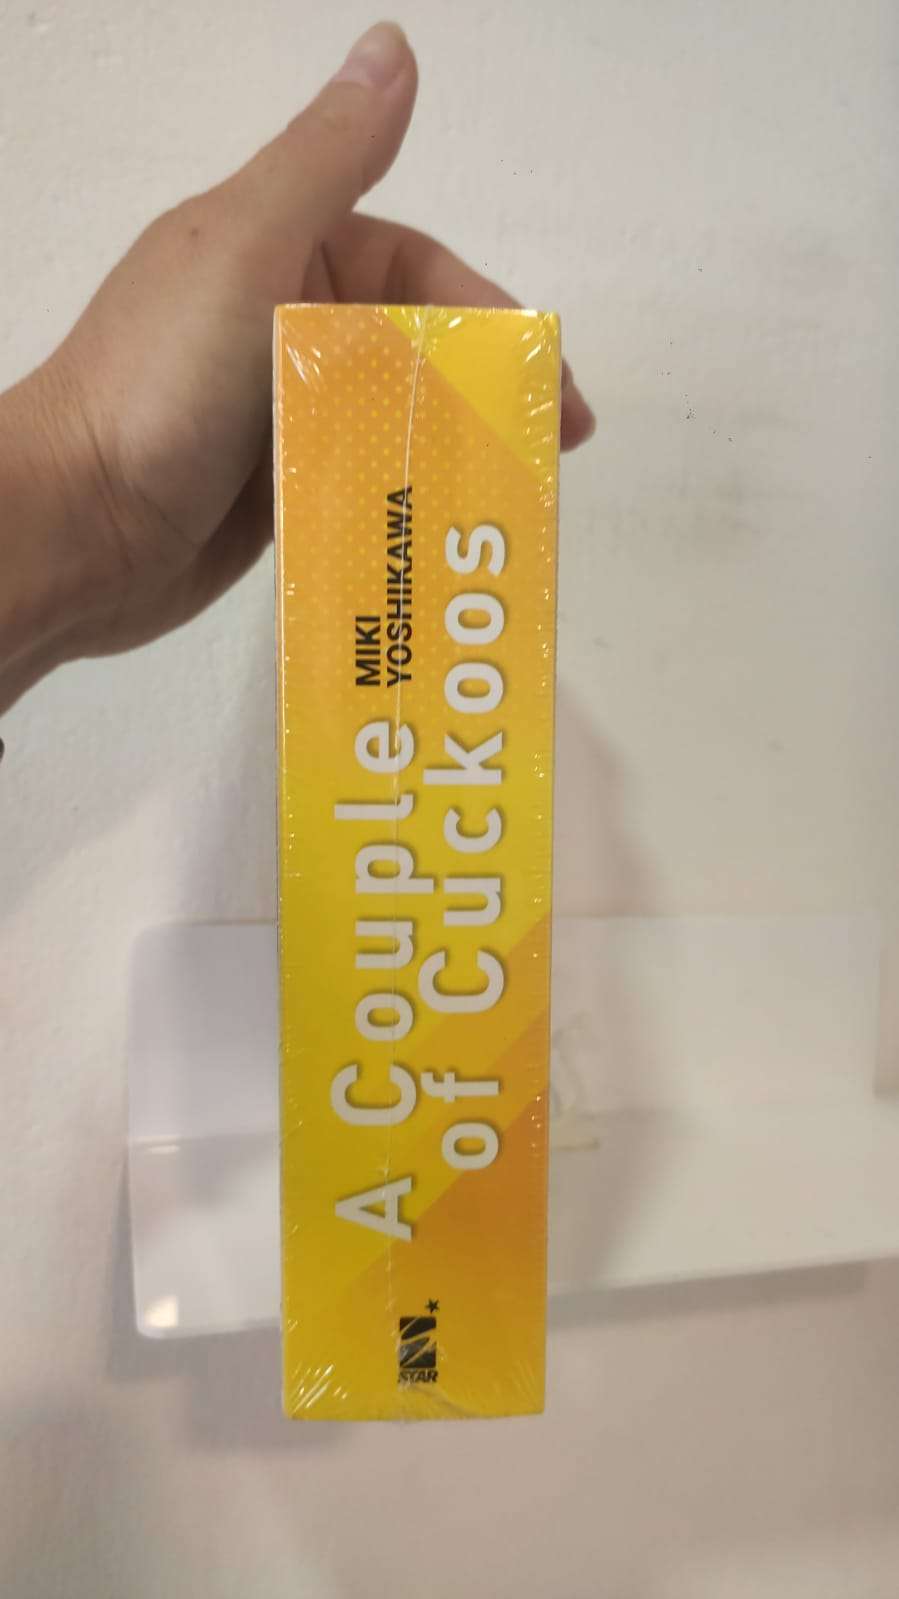 A Couple
of Cuckoos
MIKI
YOSHIKAWA
STAR